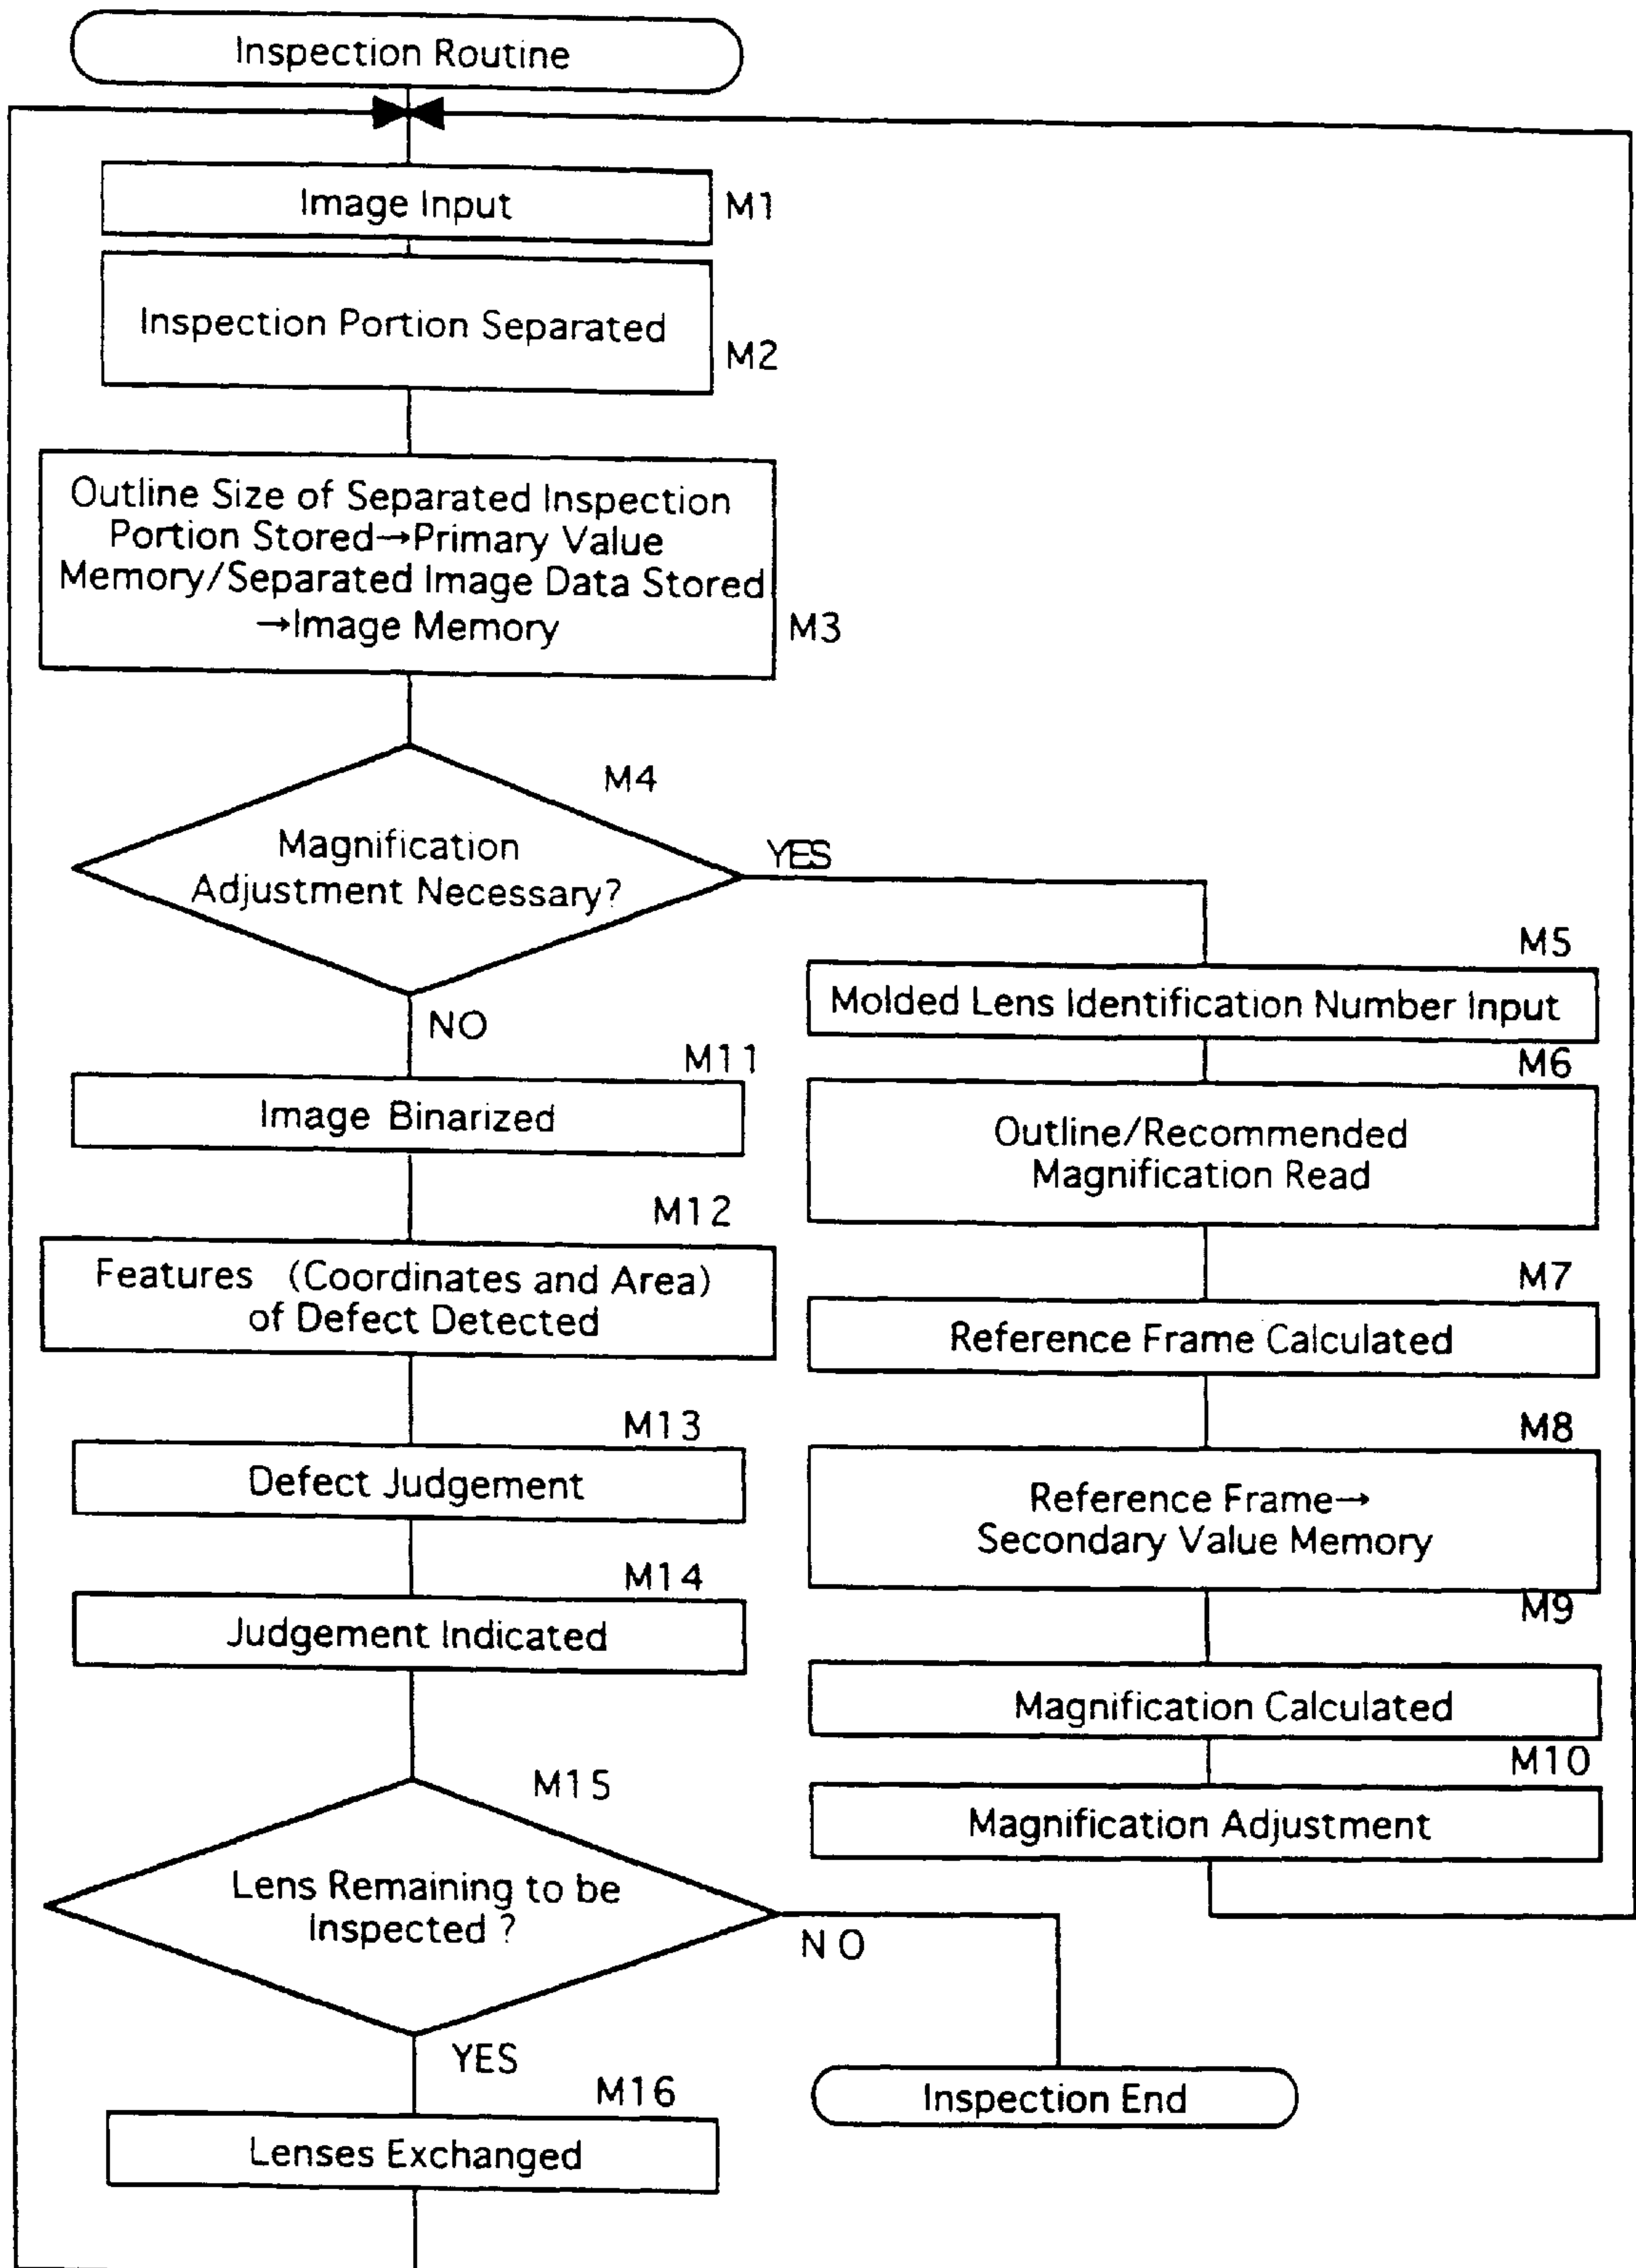 Inspection Routine
Image Input
M1
Inspection Portion Separated
M2
Outline Size of Separated Inspection
Portion Stored→Primary Value
Memory/Separated Image Data Stored
→Image Memory
M3
M4
Magnification
Adjustment Necessary?
YES
NO
M5
Molded Lens Identification Number Input
M6
Outline/Recommended
Magnification Read
M7
Reference Frame Calculated
M8
Reference Frame→
Secondary Value Memory
M9
Magnification Calculated
M10
Magnification Adjustment
M11
Image Binarized
M12
Features (Coordinates and Area)
of Defect Detected
M13
Defect Judgement
M14
Judgement Indicated
M15
Lens Remaining to be
Inspected ?
NO
YES
Inspection End
M16
Lenses Exchanged